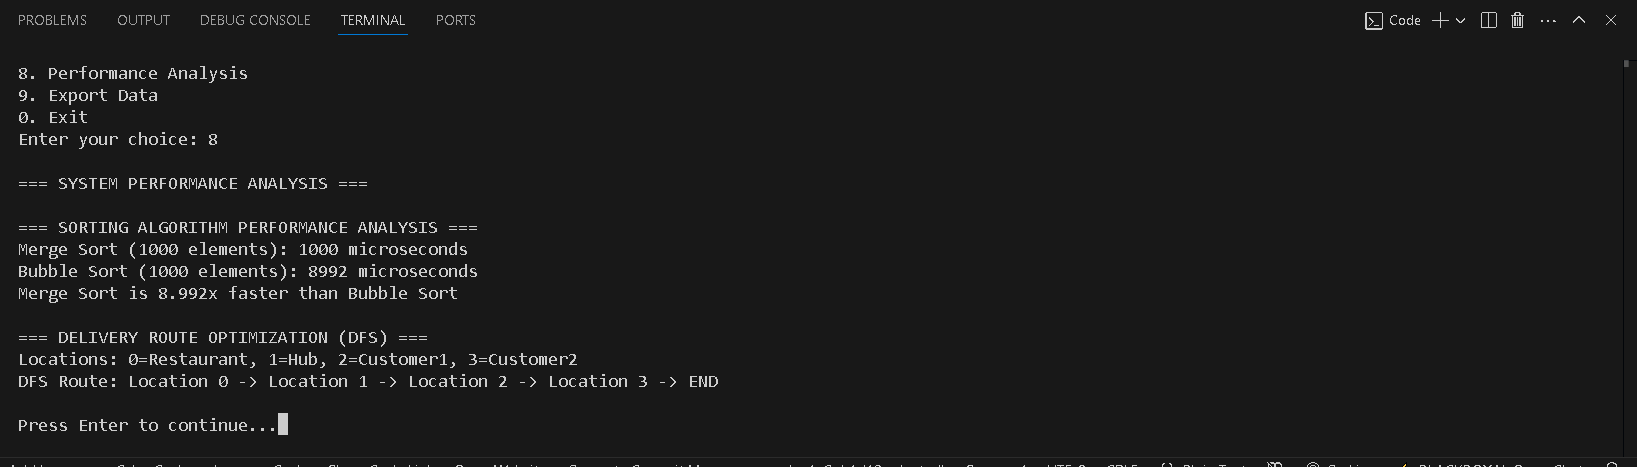 PROBLEMS OUTPUT DEBUG CONSOLE TERMINAL PORTS Code
8. Performance Analysis
9. Export Data
0. Exit
Enter your choice: 8
=== SYSTEM PERFORMANCE ANALYSIS ===
=== SORTING ALGORITHM PERFORMANCE ANALYSIS ===
Merge Sort (1000 elements): 1000 microseconds
Bubble Sort (1000 elements): 8992 microseconds
Merge Sort is 8.992x faster than Bubble Sort
=== DELIVERY ROUTE OPTIMIZATION (DFS) ===
Locations: 0=Restaurant, 1=Hub, 2=Customer1, 3=Customer2
DFS Route: Location 0 -> Location 1 -> Location 2 -> Location 3 -> END
Press Enter to continue...